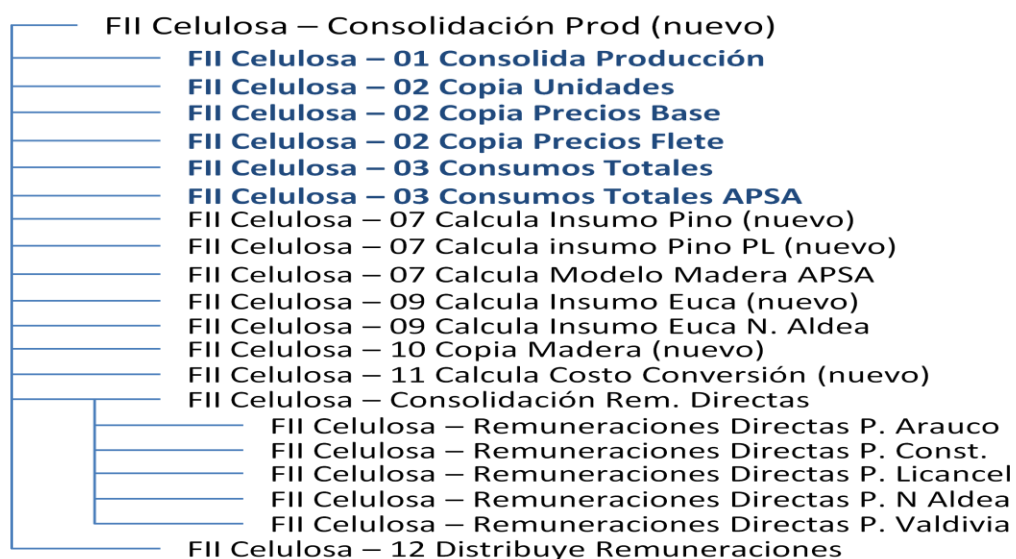 FII Celulosa – Consolidación Prod (nuevo)
FII Celulosa – 01 Consolida Producción
FII Celulosa – 02 Copia Unidades
FII Celulosa – 02 Copia Precios Base
FII Celulosa – 02 Copia Precios Flete
FII Celulosa – 03 Consumos Totales
FII Celulosa – 03 Consumos Totales APSA
FII Celulosa – 07 Calcula Insumo Pino (nuevo)
FII Celulosa – 07 Calcula insumo Pino PL (nuevo)
FII Celulosa – 07 Calcula Modelo Madera APSA
FII Celulosa – 09 Calcula Insumo Euca (nuevo)
FII Celulosa – 09 Calcula Insumo Euca N. Aldea
FII Celulosa – 10 Copia Madera (nuevo)
FII Celulosa – 11 Calcula Costo Conversión (nuevo)
FII Celulosa – Consolidación Rem. Directas
FII Celulosa – Remuneraciones Directas P. Arauco
FII Celulosa – Remuneraciones Directas P. Const.
FII Celulosa – Remuneraciones Directas P. Licancel
FII Celulosa – Remuneraciones Directas P. N Aldea
FII Celulosa – Remuneraciones Directas P. Valdivia
FII Celulosa – 12 Distribuye Remuneraciones